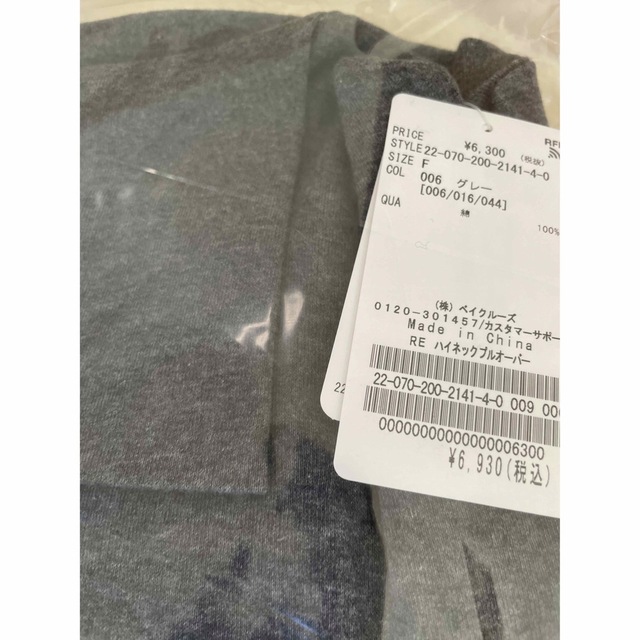 PRICE ¥6,300 (税抜)
STYLE 22-070-200-2141-4-0
SIZE F
COL 006 グレー
[006/016/044]
QUA 綿 100%
(株) ベイクルーズ
0120-301457/カスタマーサポー
Made in China
RE ハイネックプルオーバー
22-070-200-2141-4-0 009 00
00000000000000006300
¥6,930(税込)
22